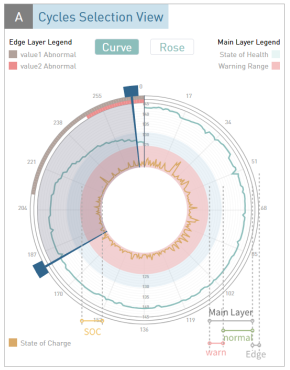 A Cycles Selection View
Edge Layer Legend
value1 Abnormal
value2 Abnormal
Curve
Rose
Main Layer Legend
State of Health
Warning Range
0
17
34
51
68
102
119
136
170
187
204
221
238
255
SOC
Main Layer
normal
warn
Edge
State of Charge